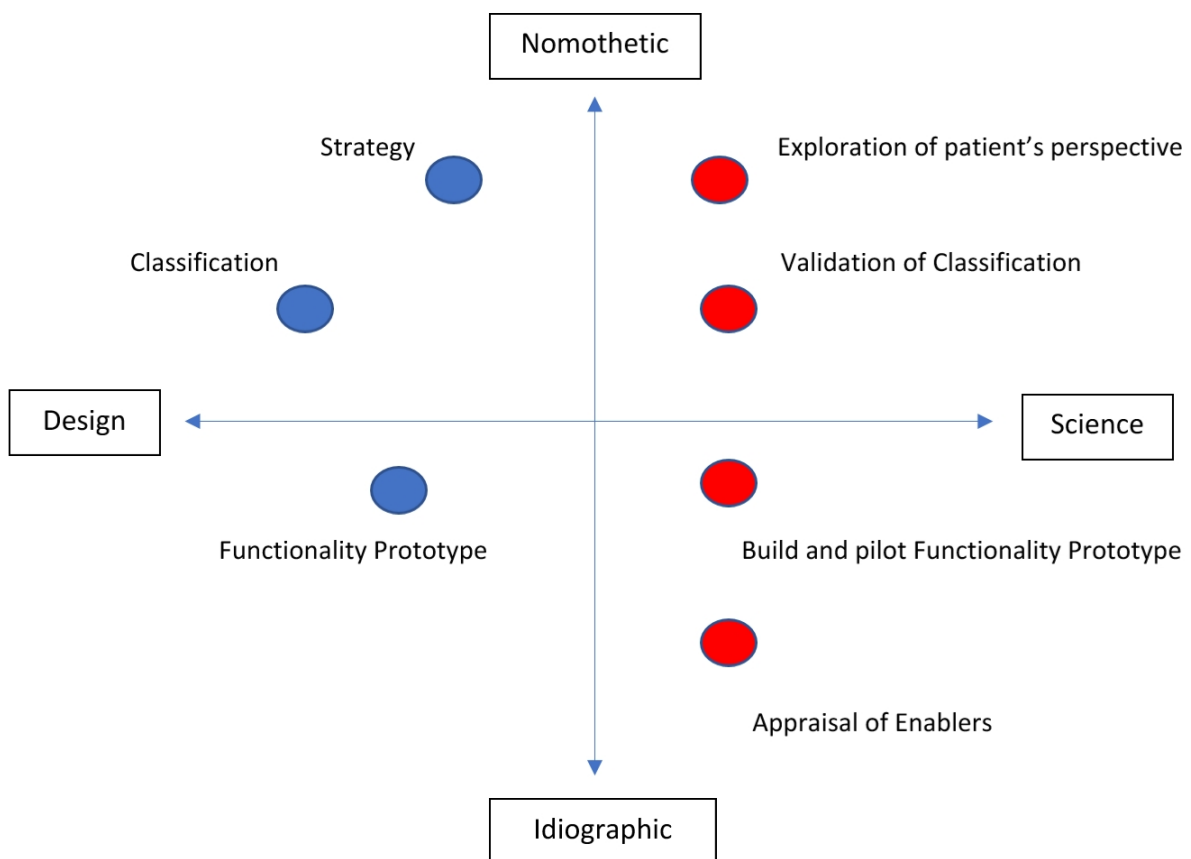 Nomothetic
Strategy
Exploration of patient’s perspective
Classification
Validation of Classification
Design
Science
Functionality Prototype
Build and pilot Functionality Prototype
Appraisal of Enablers
Idiographic